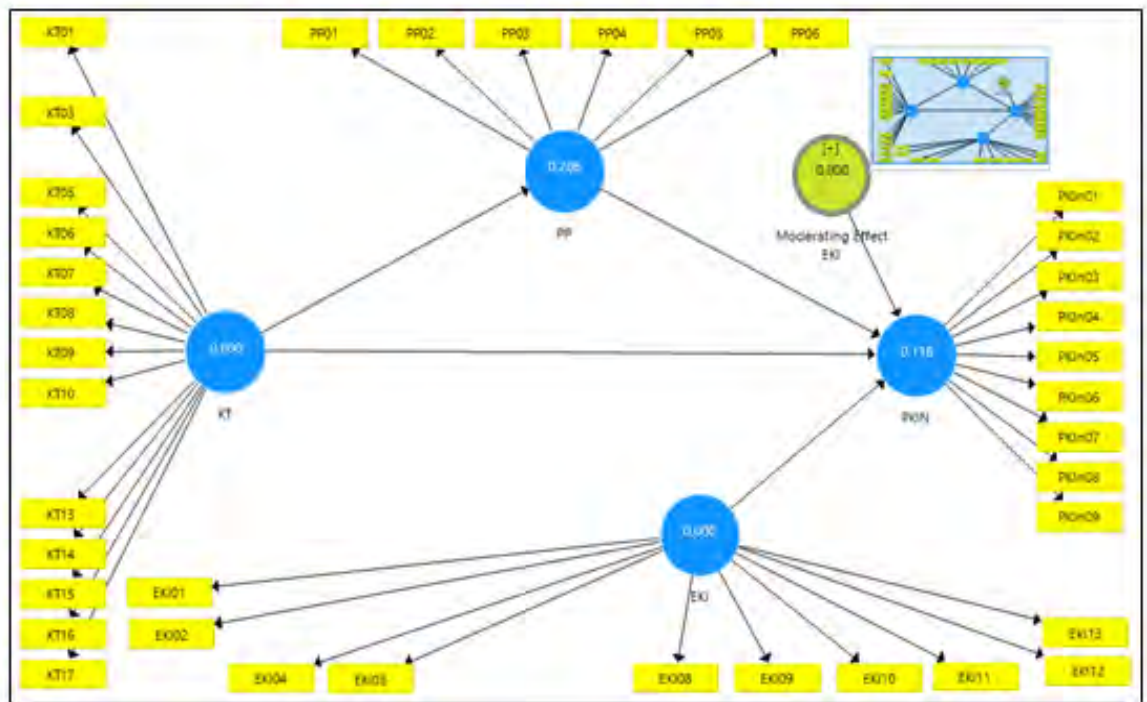 KT01
PP01
PP02
PP03
PP04
PP05
PP06
KT03
[+]
0.000
KT05
0.206
PKIn01
KT06
PP
Moderating Effect
EKI
PKIn02
KT07
PKIn03
KT08
PKIn04
KT09
0.000
PKIn05
KT10
KT
PKIN
PKIn06
PKIn07
PKIn08
KT13
PKIn09
KT14
0.000
KT15
EKI01
EKI
KT16
EKI02
EKI13
KT17
EKI04
EKI08
EKI09
EKI10
EKI11
EKI12